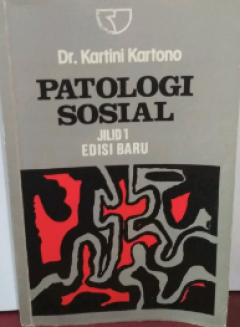 Dr. Kartini Kartono
PATOLOGI
SOSIAL
JILID 1
EDISI BARU